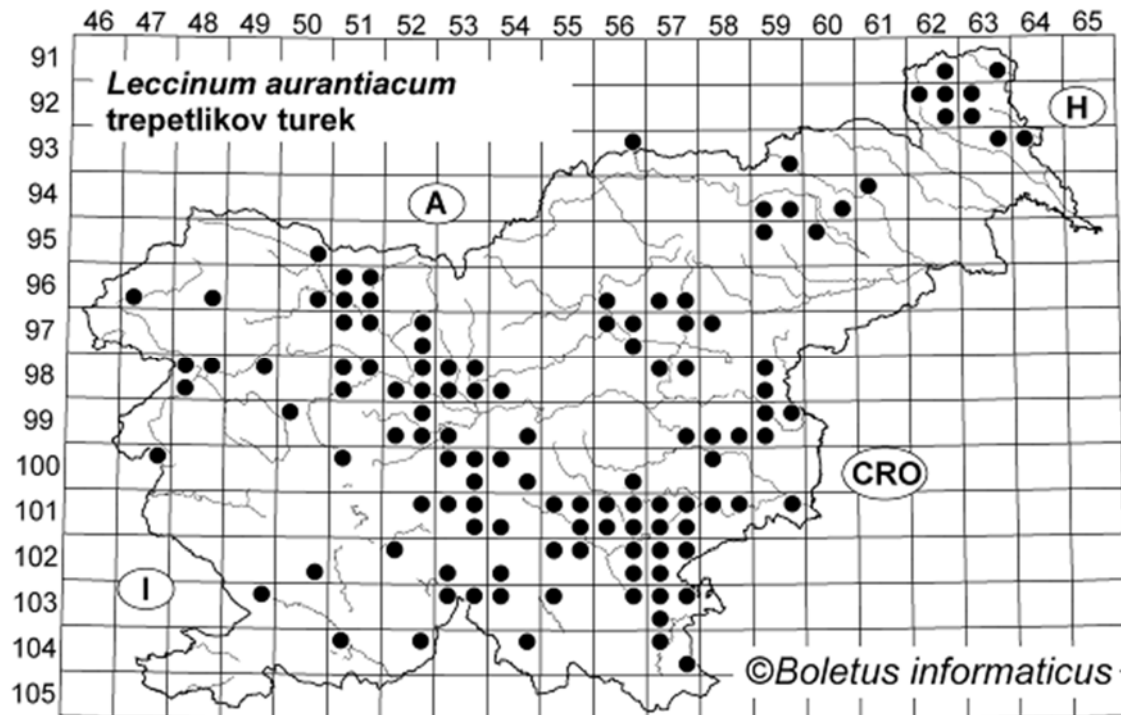 46 47 48 49 50 51 52 53 54 55 56 57 58 59 60 61 62 63 64 65
91
Leccinum aurantiacum
92
trepetlikov turek
H
93
94
A
95
96
97
98
99
100
CRO
101
102
I
103
104
©Boletus informaticus
105